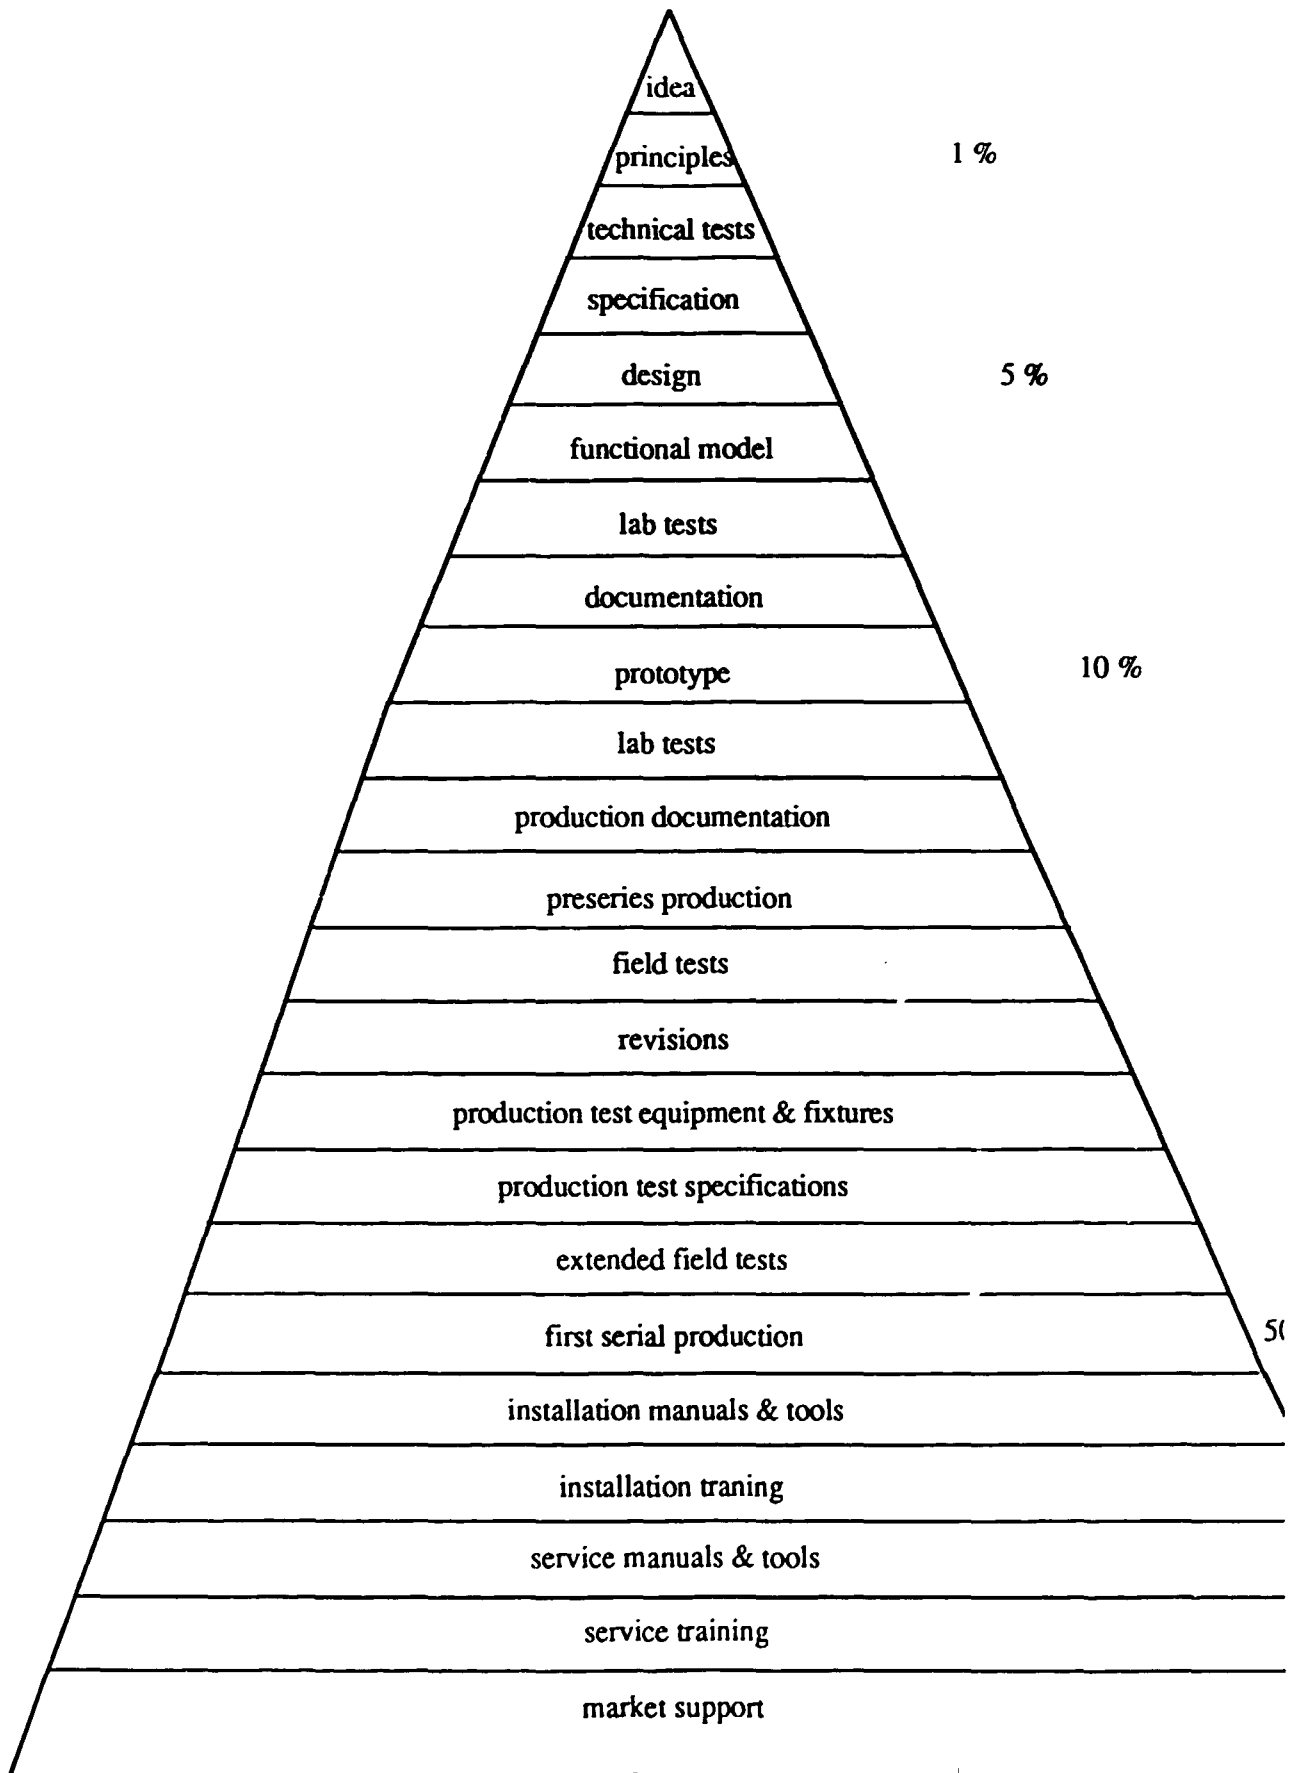 idea
principles
1 %
technical tests
specification
design
5 %
functional model
lab tests
documentation
prototype
10 %
lab tests
production documentation
preseries production
field tests
revisions
production test equipment & fixtures
production test specifications
extended field tests
first serial production
installation manuals & tools
installation traning
service manuals & tools
service training
market support